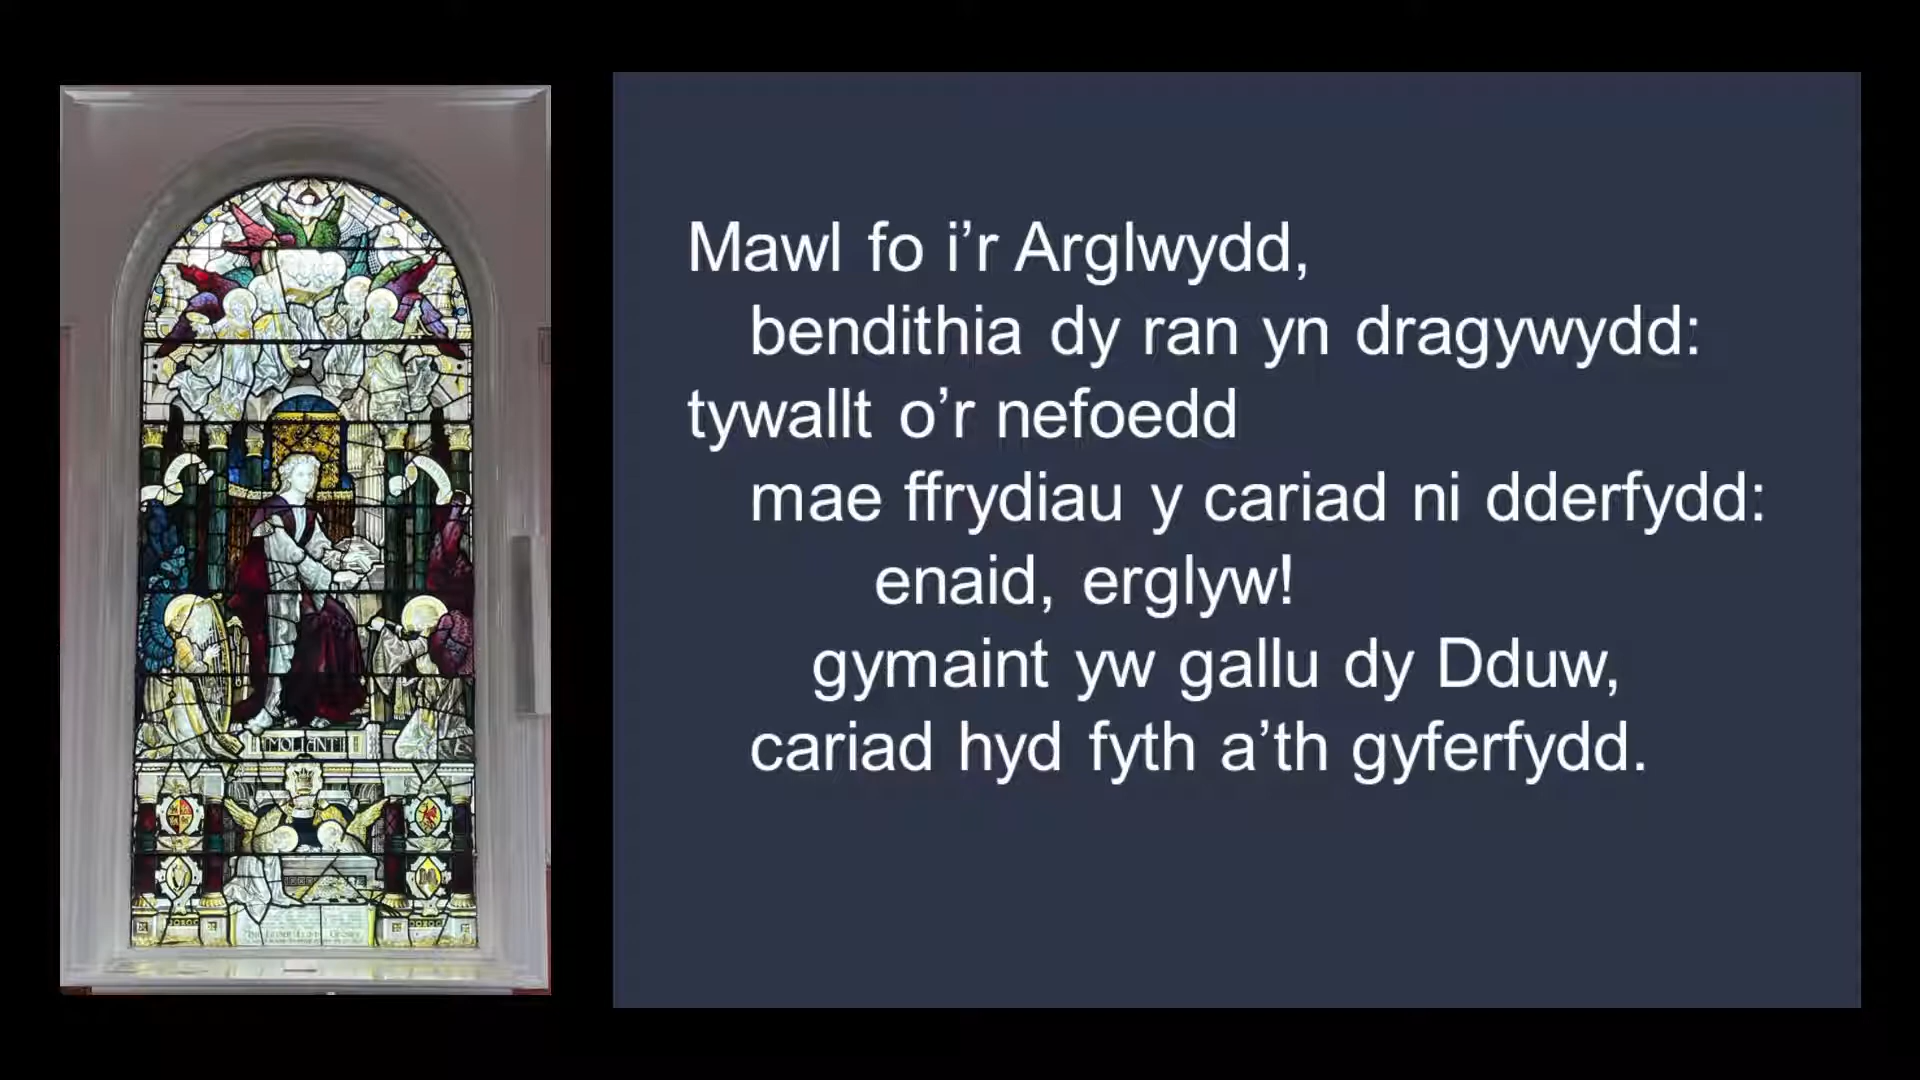 Mawl fo i’r Arglwydd,
bendithia dy ran yn dragywydd:
tywallt o’r nefoedd
mae ffrydiau y cariad ni dderfydd:
enaid, erglyw!
gymaint yw gallu dy Dduw,
cariad hyd fyth a’th gyferfydd.
MOLIANT